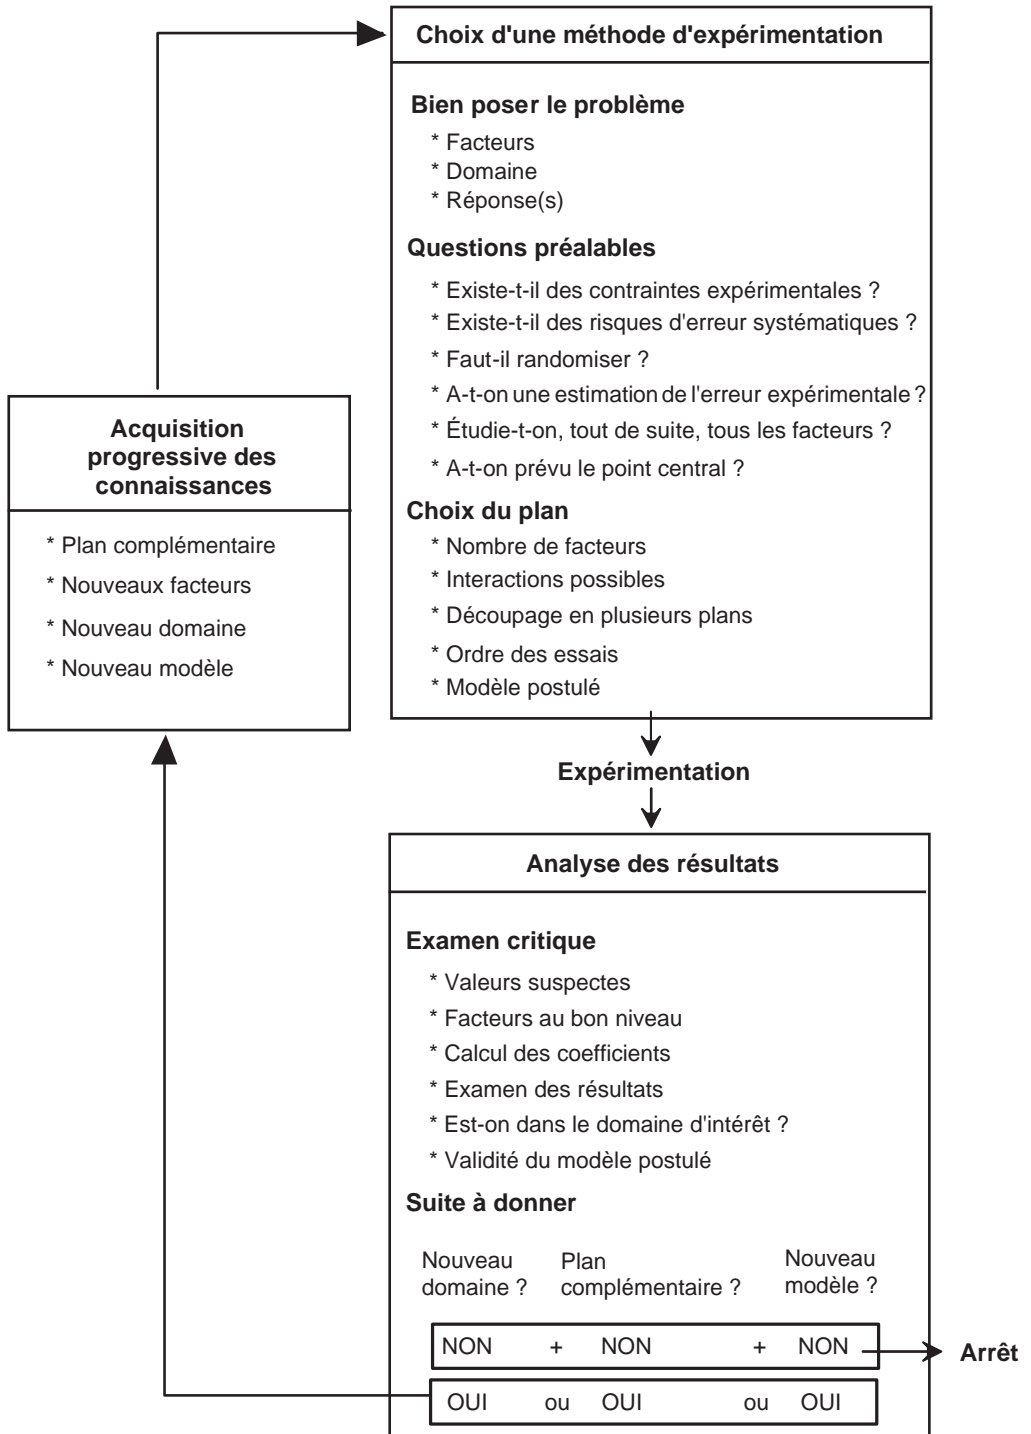 Choix d'une méthode d'expérimentation
Bien poser le problème
* Facteurs
* Domaine
* Réponse(s)
Questions préalables
* Existe-t-il des contraintes expérimentales ?
* Existe-t-il des risques d'erreur systématiques ?
* Faut-il randomiser ?
* A-t-on une estimation de l'erreur expérimentale ?
* Étudie-t-on, tout de suite, tous les facteurs ?
* A-t-on prévu le point central ?
Choix du plan
* Nombre de facteurs
* Interactions possibles
* Découpage en plusieurs plans
* Ordre des essais
* Modèle postulé
Acquisition
progressive des
connaissances
* Plan complémentaire
* Nouveaux facteurs
* Nouveau domaine
* Nouveau modèle
Expérimentation
Analyse des résultats
Examen critique
* Valeurs suspectes
* Facteurs au bon niveau
* Calcul des coefficients
* Examen des résultats
* Est-on dans le domaine d'intérêt ?
* Validité du modèle postulé
Suite à donner
Nouveau
domaine ?
Plan
complémentaire ?
Nouveau
modèle ?
NON + NON + NON
Arrêt
OUI ou OUI ou OUI